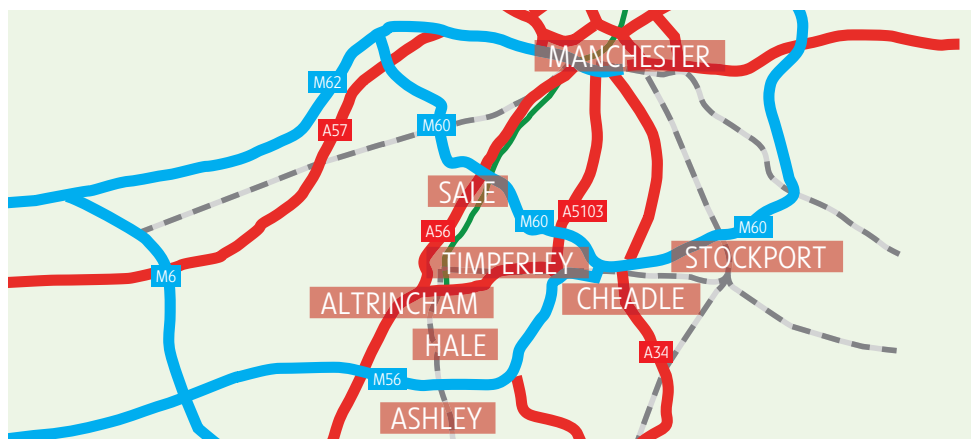 MANCHESTER
M62
M60
A57
SALE
A5103
M60
M60
A56
STOCKPORT
TIMPERLEY
M6
CHEADLE
ALTRINCHAM
HALE
A34
M56
ASHLEY